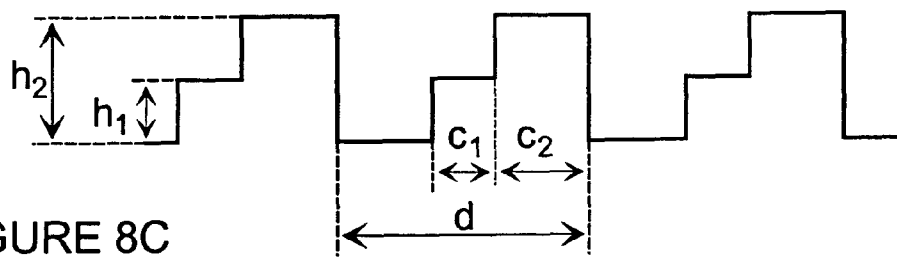 h₂
h₁
c₁ c₂
d
GURE 8C